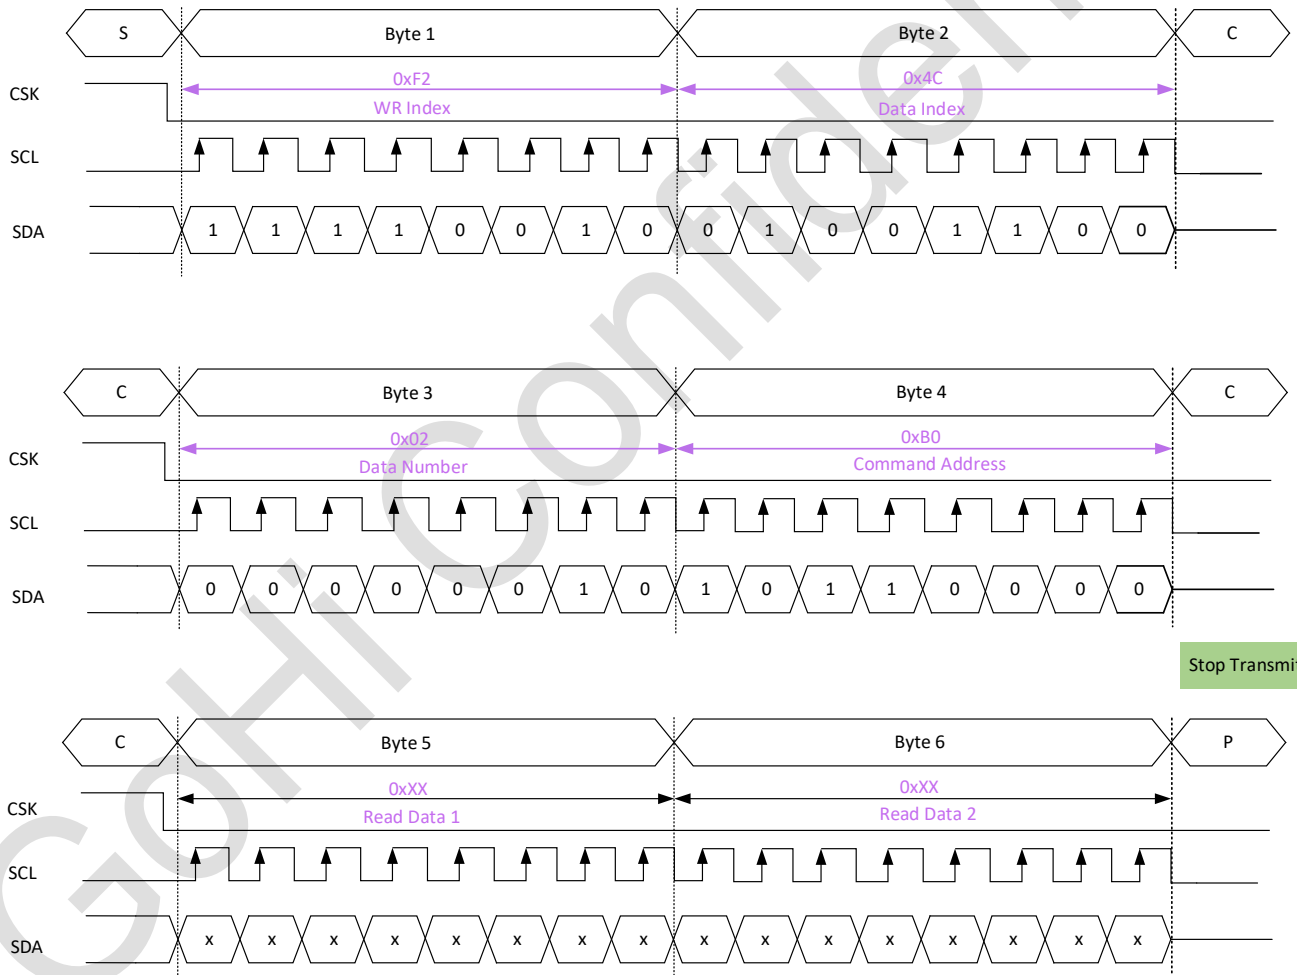 S Byte 1 Byte 2 C
0xF2 0x4C
CSK WR Index Data Index
SCL
SDA 1 1 1 1 0 0 1 0 0 1 0 0 1 1 0 0
C Byte 3 Byte 4 C
0x02 0xB0
CSK Data Number Command Address
SCL
SDA 0 0 0 0 0 0 1 0 1 0 1 1 0 0 0 0
Stop Transmit
C Byte 5 Byte 6 P
0xXX 0xXX
CSK Read Data 1 Read Data 2
SCL
SDA x x x x x x x x x x x x x x x x
GoHi Confiden